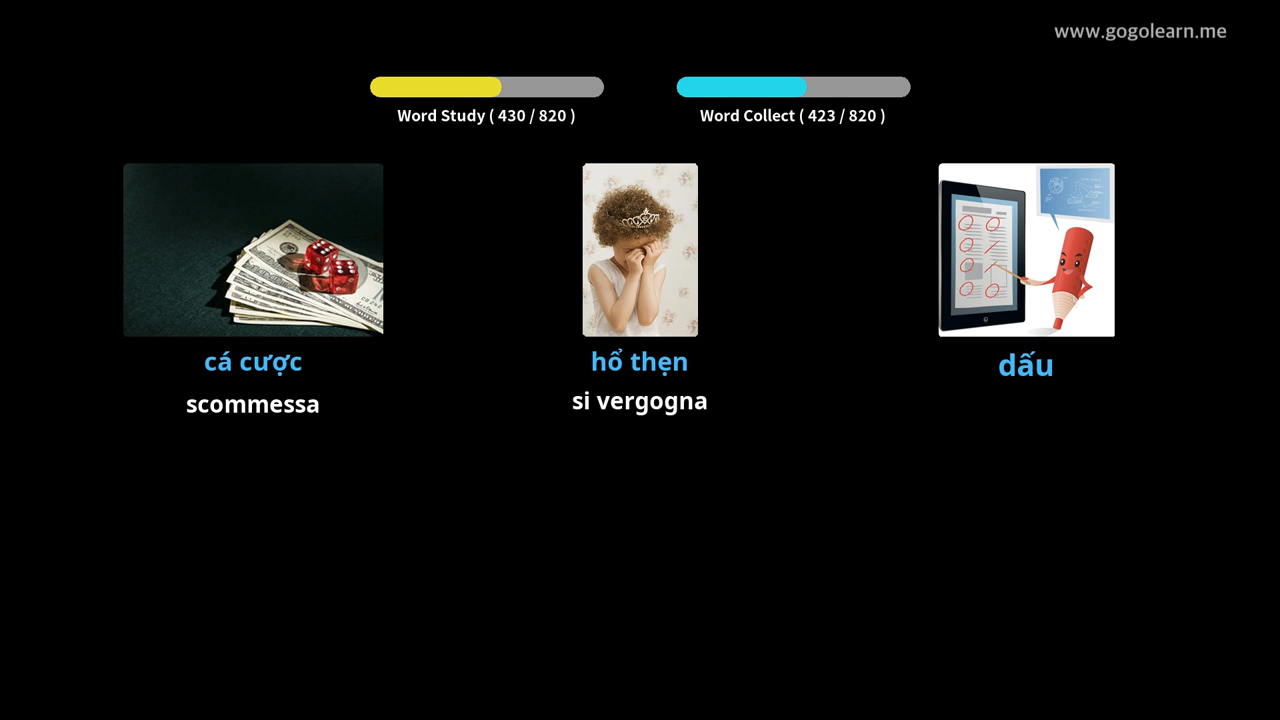 www.gogolearn.me
Word Study ( 430 / 820 )
Word Collect ( 423 / 820 )
cá cược
scommessa
hổ thẹn
si vergogna
dấu